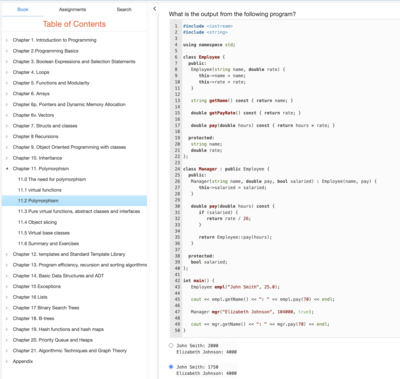 Book Assignments Search
Table of Contents
Chapter 1. Introduction to Programming
Chapter 2.Programming Basics
Chapter 3. Boolean Expressions and Selection Statements
Chapter 4. Loops
Chapter 5. Functions and Modularity
Chapter 6. Arrays
Chapter 6p. Pointers and Dynamic Memory Allocation
Chapter 6v. Vectors
Chapter 7. Structs and classes
Chapter 8 Recursions
Chapter 9. Object Oriented Programming with classes
Chapter 10. Inheritance
Chapter 11. Polymorphism
11.0 The need for polymorphism
11.1 virtual functions
11.2 Polymorphism
11.3 Pure virtual functions, abstract classes and interfaces
11.4 Object slicing
11.5 Virtual base classes
11.6 Summary and Exercises
Chapter 12. templates and Standard Template Library
Chapter 13. Program efficiency, recursion and sorting algorithms
Chapter 14. Basic Data Structures and ADT
Chapter 15 Exceptions
Chapter 16 Lists
Chapter 17 Binary Search Trees
Chapter 18. B-trees
Chapter 19. Hash functions and hash maps
Chapter 20. Priority Queue and Heaps
Chapter 21. Algorithmic Techniques and Graph Theory
Appendix
What is the output from the following program?
1 #include <iostream>
2 #include <string>
3
4 using namespace std;
5
6 class Employee {
7 public:
8 Employee(string name, double rate) {
9 this->name = name;
10 this->rate = rate;
11 }
12
13 string getName() const { return name; }
14
15 double getPayRate() const { return rate; }
16
17 double pay(double hours) const { return hours * rate; }
18
19 protected:
20 string name;
21 double rate;
22 };
23
24 class Manager : public Employee {
25 public:
26 Manager(string name, double pay, bool salaried) : Employee(name, pay) {
27 this->salaried = salaried;
28 }
29
30 double pay(double hours) const {
31 if (salaried) {
32 return rate / 26;
33 }
34
35 return Employee::pay(hours);
36 }
37
38 protected:
39 bool salaried;
40 };
41
42 int main() {
43 Employee empl("John Smith", 25.0);
44
45 cout << empl.getName() << ": " << empl.pay(70) << endl;
46
47 Manager mgr("Elizabeth Johnson", 104000, true);
48
49 cout << mgr.getName() << ": " << mgr.pay(70) << endl;
50 }
John Smith: 2000
Elizabeth Johnson: 4000
John Smith: 1750
Elizabeth Johnson: 4000